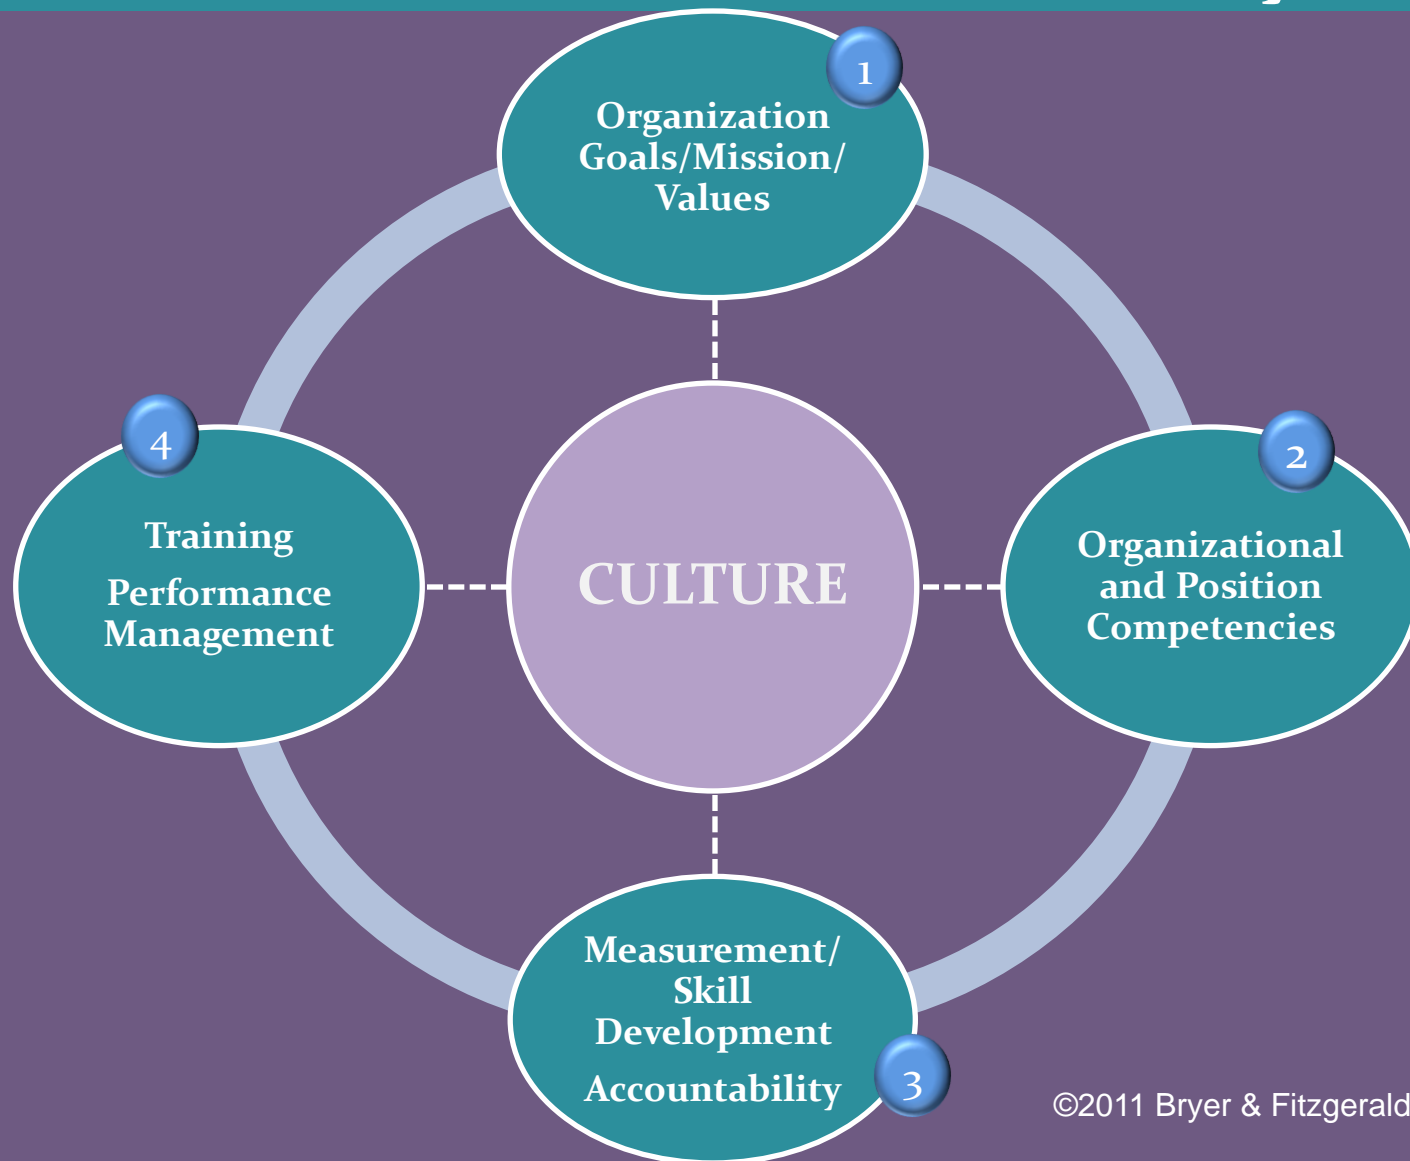 1
Organization
Goals/Mission/
Values
2
Organizational
and Position
Competencies
3
Measurement/
Skill
Development
Accountability
4
Training
Performance
Management
CULTURE
©2011 Bryer & Fitzgerald